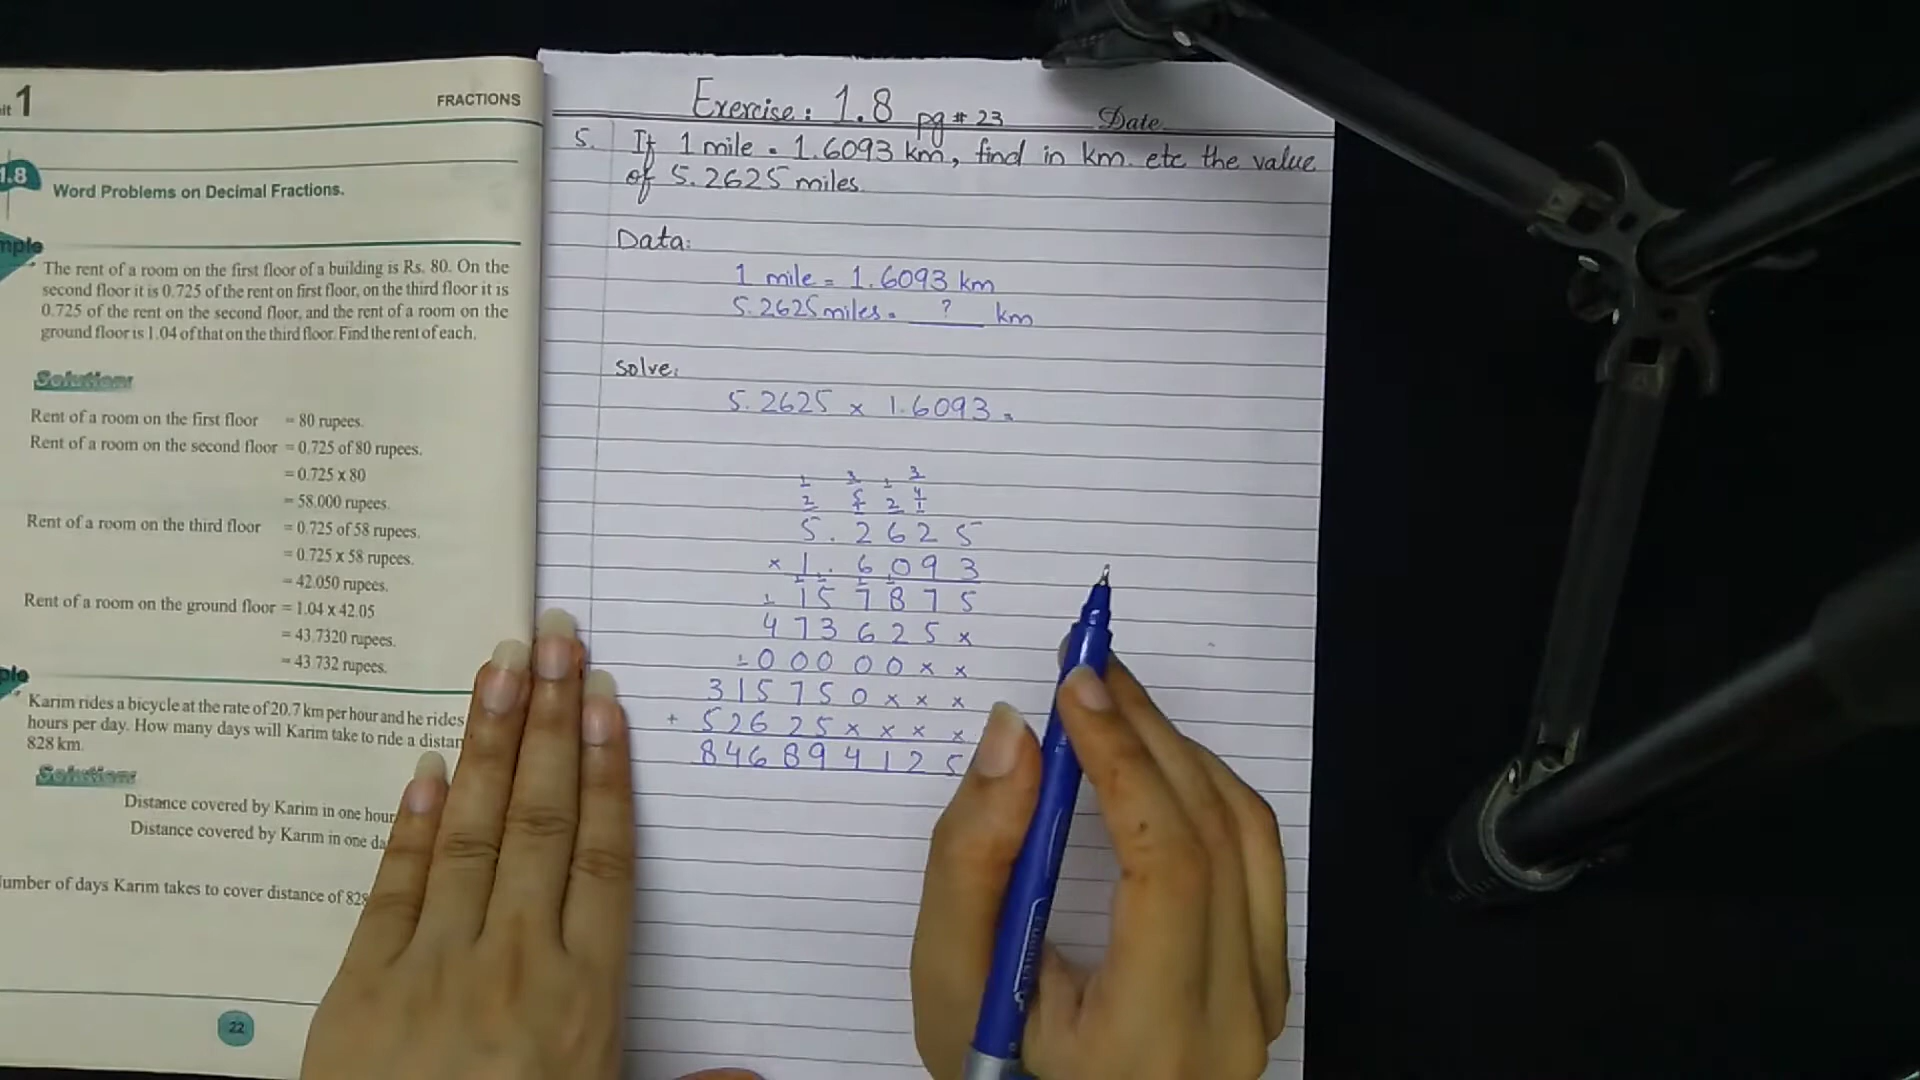 1
FRACTIONS
1.8
Word Problems on Decimal Fractions.
The rent of a room on the first floor of a building is Rs. 80. On the
second floor it is 0.725 of the rent on first floor, on the third floor it is
0.725 of the rent on the second floor, and the rent of a room on the
ground floor is 1.04 of that on the third floor. Find the rent of each.
Solution:
Rent of a room on the first floor = 80 rupees.
Rent of a room on the second floor = 0.725 of 80 rupees.
= 0.725 x 80
= 58.000 rupees.
Rent of a room on the third floor = 0.725 of 58 rupees.
= 0.725 x 58 rupees.
= 42.050 rupees.
Rent of a room on the ground floor = 1.04 x 42.05
= 43.7320 rupees.
= 43.732 rupees.
Karim rides a bicycle at the rate of 20.7 km per hour and he rides
hours per day. How many days will Karim take to ride a distan
828 km.
Solution:
Distance covered by Karim in one hour
Distance covered by Karim in one da
umber of days Karim takes to cover distance of 828
22
Exercise: 1.8 pg # 23 Date
5. If 1 mile = 1.6093 km, find in km. etc the value
of 5.2625 miles.
Data:
1 mile = 1.6093 km
5.2625 miles = ? km
Solve:
5.2625 × 1.6093 =
5.2625
× 1.6093
157875
473625×
00000××
315750×××
+ 52625××××
846894125